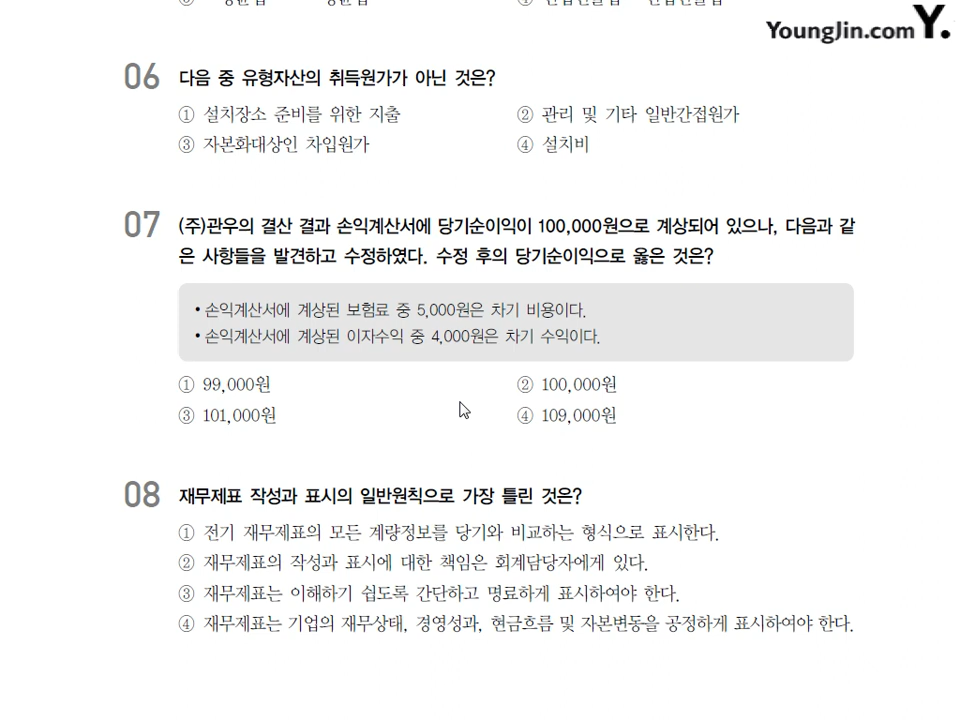 YoungJin.com Y.
06 다음 중 유형자산의 취득원가가 아닌 것은?
① 설치장소 준비를 위한 지출 ② 관리 및 기타 일반간접원가
③ 자본화대상인 차입원가 ④ 설치비
07 (주)관우의 결산 결과 손익계산서에 당기순이익이 100,000원으로 계상되어 있으나, 다음과 같
은 사항들을 발견하고 수정하였다. 수정 후의 당기순이익으로 옳은 것은?
• 손익계산서에 계상된 보험료 중 5,000원은 차기 비용이다.
• 손익계산서에 계상된 이자수익 중 4,000원은 차기 수익이다.
① 99,000원 ② 100,000원
③ 101,000원 ④ 109,000원
08 재무제표 작성과 표시의 일반원칙으로 가장 틀린 것은?
① 전기 재무제표의 모든 계량정보를 당기와 비교하는 형식으로 표시한다.
② 재무제표의 작성과 표시에 대한 책임은 회계담당자에게 있다.
③ 재무제표는 이해하기 쉽도록 간단하고 명료하게 표시하여야 한다.
④ 재무제표는 기업의 재무상태, 경영성과, 현금흐름 및 자본변동을 공정하게 표시하여야 한다.